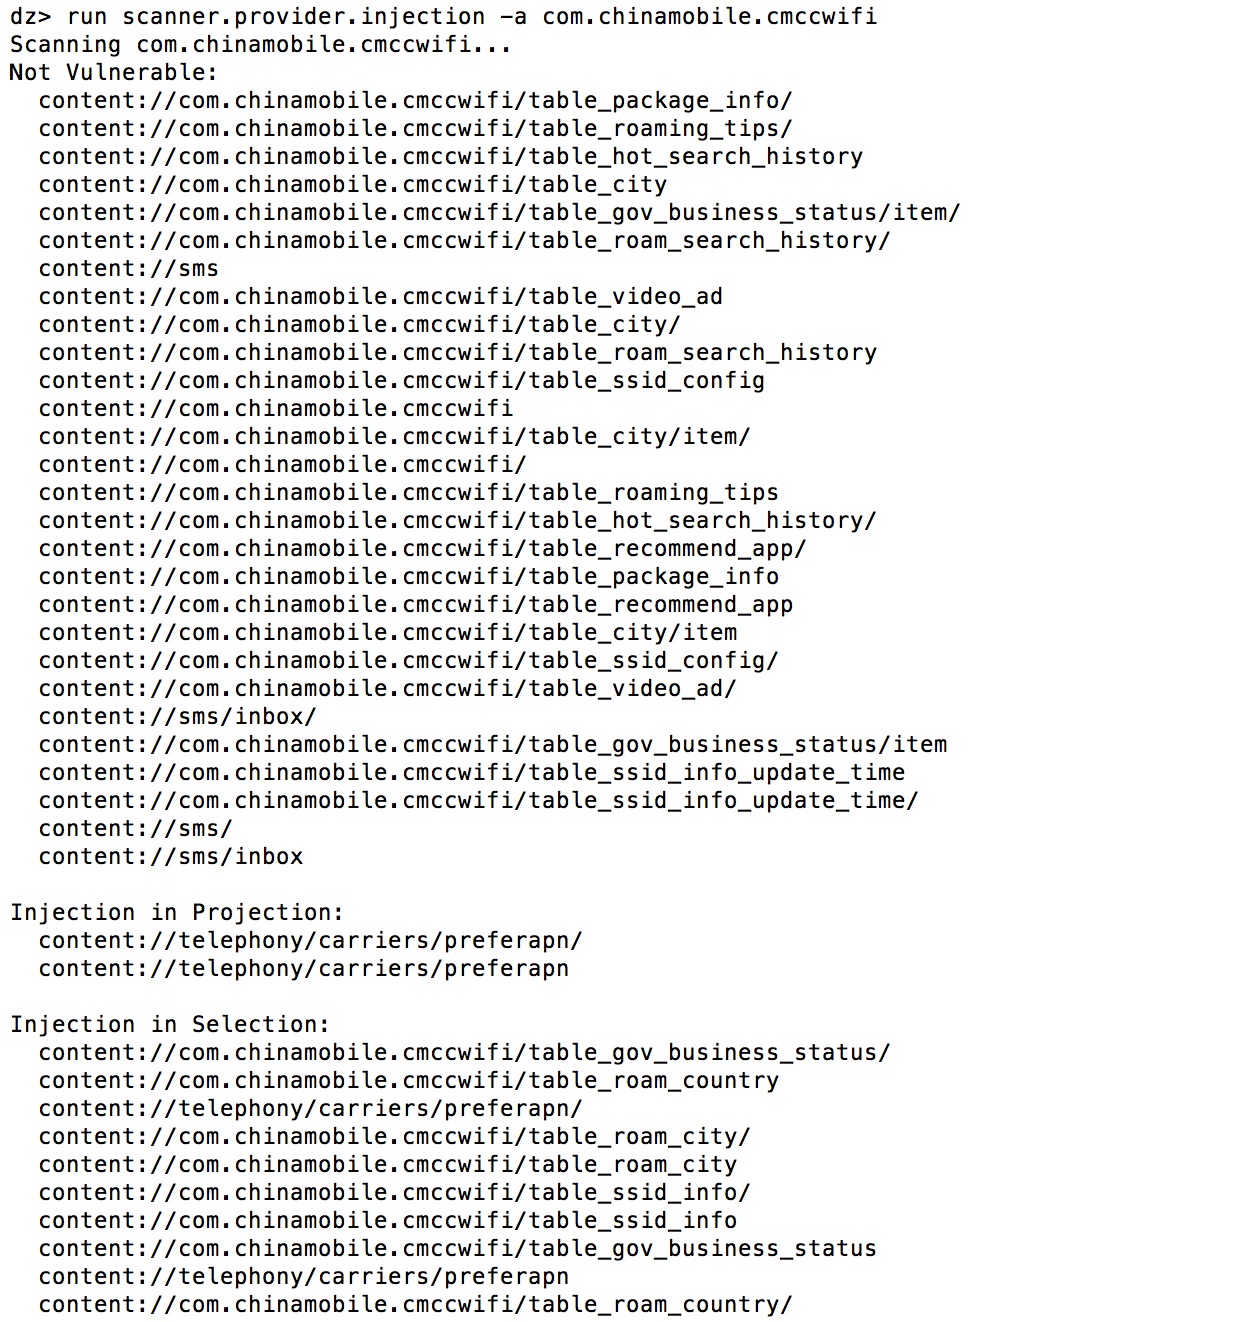 dz> run scanner.provider.injection -a com.chinamobile.cmccwifi
Scanning com.chinamobile.cmccwifi...
Not Vulnerable:
  content://com.chinamobile.cmccwifi/table_package_info/
  content://com.chinamobile.cmccwifi/table_roaming_tips/
  content://com.chinamobile.cmccwifi/table_hot_search_history
  content://com.chinamobile.cmccwifi/table_city
  content://com.chinamobile.cmccwifi/table_gov_business_status/item/
  content://com.chinamobile.cmccwifi/table_roam_search_history/
  content://sms
  content://com.chinamobile.cmccwifi/table_video_ad
  content://com.chinamobile.cmccwifi/table_city/
  content://com.chinamobile.cmccwifi/table_roam_search_history
  content://com.chinamobile.cmccwifi/table_ssid_config
  content://com.chinamobile.cmccwifi
  content://com.chinamobile.cmccwifi/table_city/item/
  content://com.chinamobile.cmccwifi/
  content://com.chinamobile.cmccwifi/table_roaming_tips
  content://com.chinamobile.cmccwifi/table_hot_search_history/
  content://com.chinamobile.cmccwifi/table_recommend_app/
  content://com.chinamobile.cmccwifi/table_package_info
  content://com.chinamobile.cmccwifi/table_recommend_app
  content://com.chinamobile.cmccwifi/table_city/item
  content://com.chinamobile.cmccwifi/table_ssid_config/
  content://com.chinamobile.cmccwifi/table_video_ad/
  content://sms/inbox/
  content://com.chinamobile.cmccwifi/table_gov_business_status/item
  content://com.chinamobile.cmccwifi/table_ssid_info_update_time
  content://com.chinamobile.cmccwifi/table_ssid_info_update_time/
  content://sms/
  content://sms/inbox

Injection in Projection:
  content://telephony/carriers/preferapn/
  content://telephony/carriers/preferapn

Injection in Selection:
  content://com.chinamobile.cmccwifi/table_gov_business_status/
  content://com.chinamobile.cmccwifi/table_roam_country
  content://telephony/carriers/preferapn/
  content://com.chinamobile.cmccwifi/table_roam_city/
  content://com.chinamobile.cmccwifi/table_roam_city
  content://com.chinamobile.cmccwifi/table_ssid_info/
  content://com.chinamobile.cmccwifi/table_ssid_info
  content://com.chinamobile.cmccwifi/table_gov_business_status
  content://telephony/carriers/preferapn
  content://com.chinamobile.cmccwifi/table_roam_country/